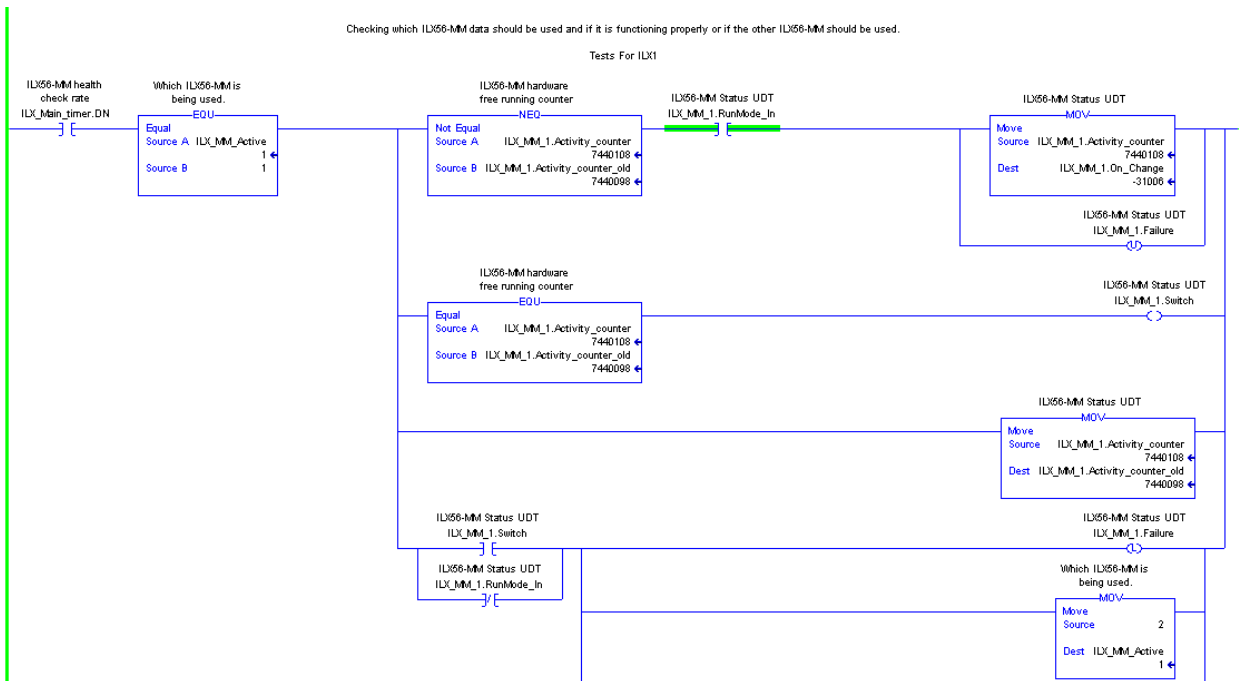 Checking which ILX56-MM data should be used and if it is functioning properly or if the other ILX56-MM should be used.
Tests For ILX1
ILX56-MM health
check rate
ILX_Main_timer.DN
Which ILX56-MM is
being used.
EQU
Equal
Source A ILX_MM_Active
1
Source B 1
ILX56-MM hardware
free running counter
NEQ
Not Equal
Source A ILX_MM_1.Activity_counter
7440108
Source B ILX_MM_1.Activity_counter_old
7440098
ILX56-MM Status UDT
ILX_MM_1.RunMode_In
ILX56-MM Status UDT
MOV
Move
Source ILX_MM_1.Activity_counter
7440108
Dest ILX_MM_1.On_Change
-31006
ILX56-MM Status UDT
ILX_MM_1.Failure
U
ILX56-MM hardware
free running counter
EQU
Equal
Source A ILX_MM_1.Activity_counter
7440108
Source B ILX_MM_1.Activity_counter_old
7440098
ILX56-MM Status UDT
ILX_MM_1.Switch
ILX56-MM Status UDT
MOV
Move
Source ILX_MM_1.Activity_counter
7440108
Dest ILX_MM_1.Activity_counter_old
7440098
ILX56-MM Status UDT
ILX_MM_1.Switch
ILX56-MM Status UDT
ILX_MM_1.RunMode_In
ILX56-MM Status UDT
ILX_MM_1.Failure
L
Which ILX56-MM is
being used.
MOV
Move
Source 2
Dest ILX_MM_Active
1